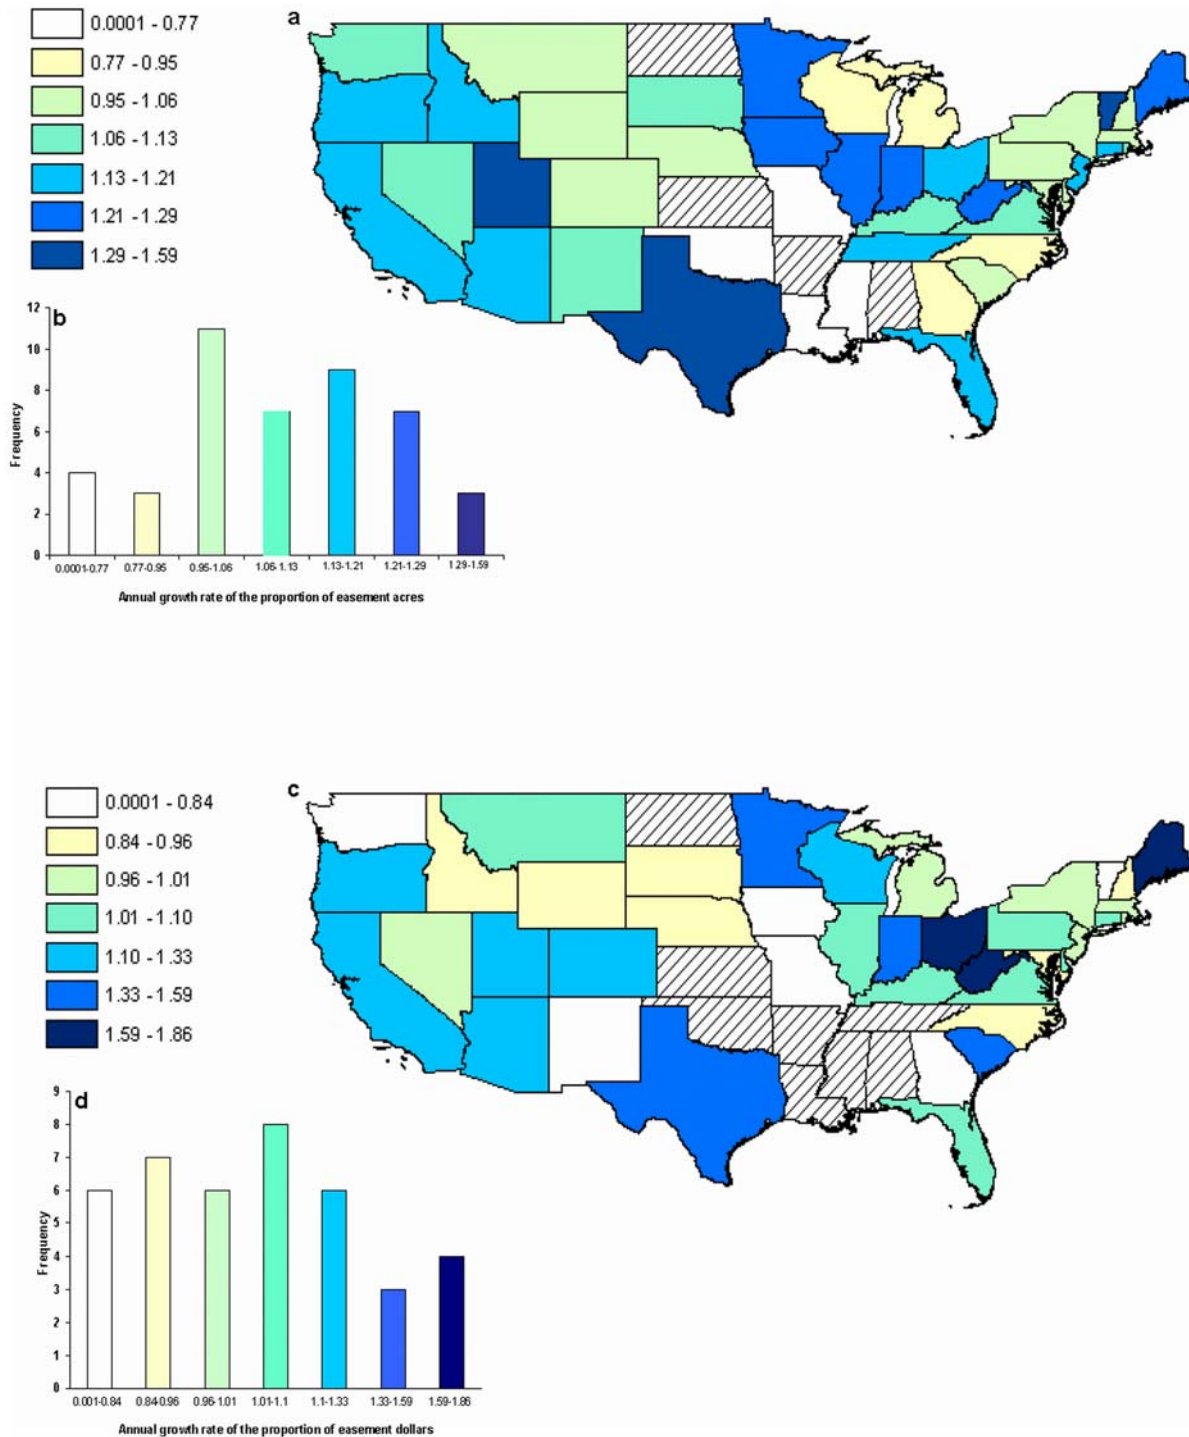 0.0001 - 0.77
0.77 - 0.95
0.95 - 1.06
1.06 - 1.13
1.13 - 1.21
1.21 - 1.29
1.29 - 1.59
a
b
Frequency
12
10
8
6
4
2
0
0.0001-0.77 0.77-0.95 0.95-1.06 1.06-1.13 1.13-1.21 1.21-1.29 1.29-1.59
Annual growth rate of the proportion of easement acres
0.0001 - 0.84
0.84 - 0.96
0.96 - 1.01
1.01 - 1.10
1.10 - 1.33
1.33 - 1.59
1.59 - 1.86
c
d
Frequency
9
8
7
6
5
4
3
2
1
0
0.001-0.84 0.84-0.96 0.96-1.01 1.01-1.1 1.1-1.33 1.33-1.59 1.59-1.86
Annual growth rate of the proportion of easement dollars